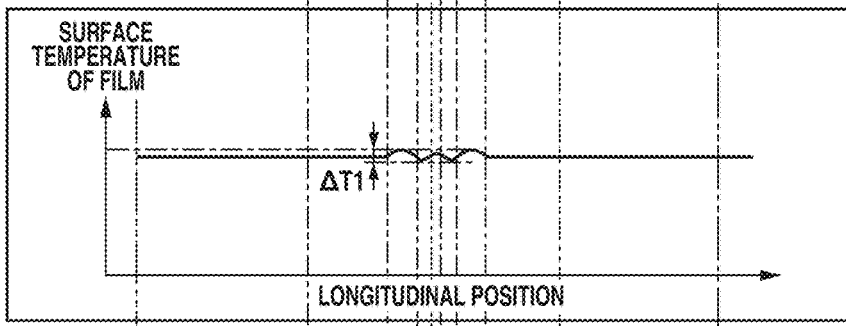 SURFACE
TEMPERATURE
OF FILM
ΔT1
LONGITUDINAL POSITION